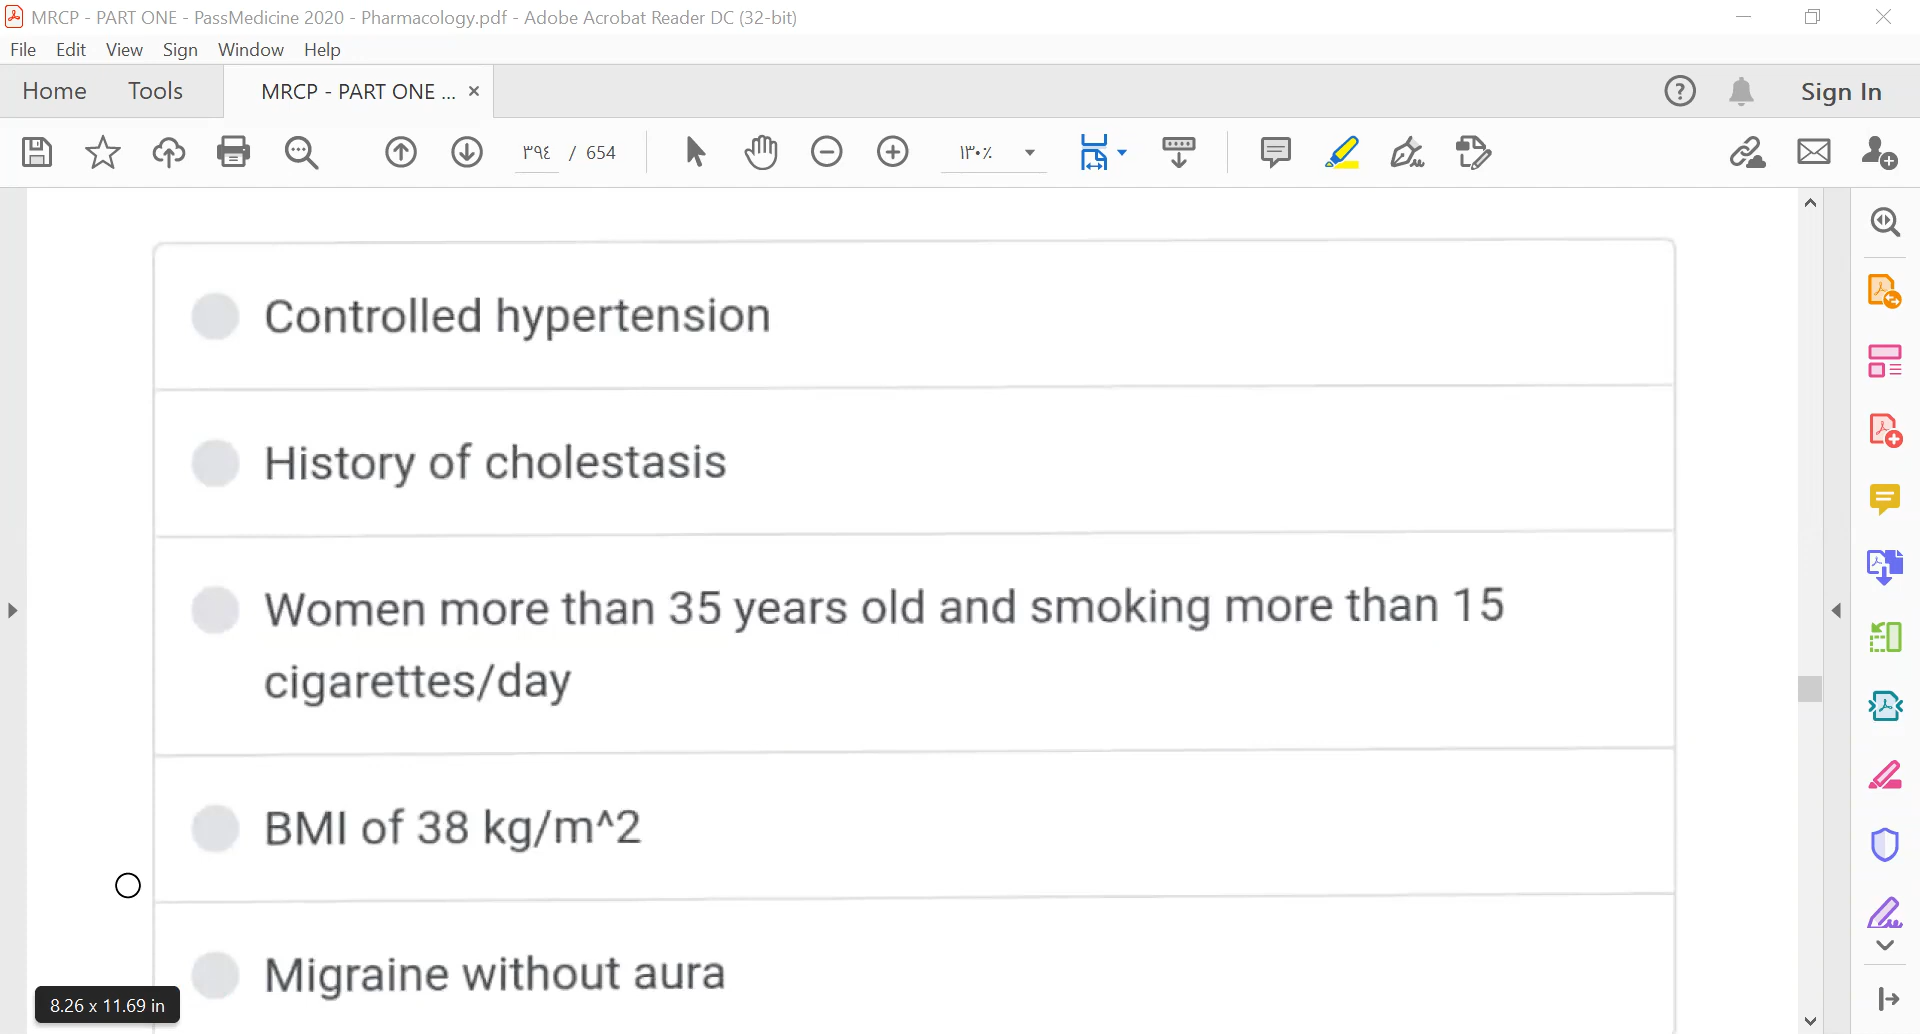 MRCP - PART ONE - PassMedicine 2020 - Pharmacology.pdf - Adobe Acrobat Reader DC (32-bit)
File Edit View Sign Window Help
Home Tools MRCP - PART ONE ... × Sign In
٣٩٤ / 654 ١٣٠٪
Controlled hypertension
History of cholestasis
Women more than 35 years old and smoking more than 15
cigarettes/day
BMI of 38 kg/m^2
Migraine without aura
8.26 x 11.69 in